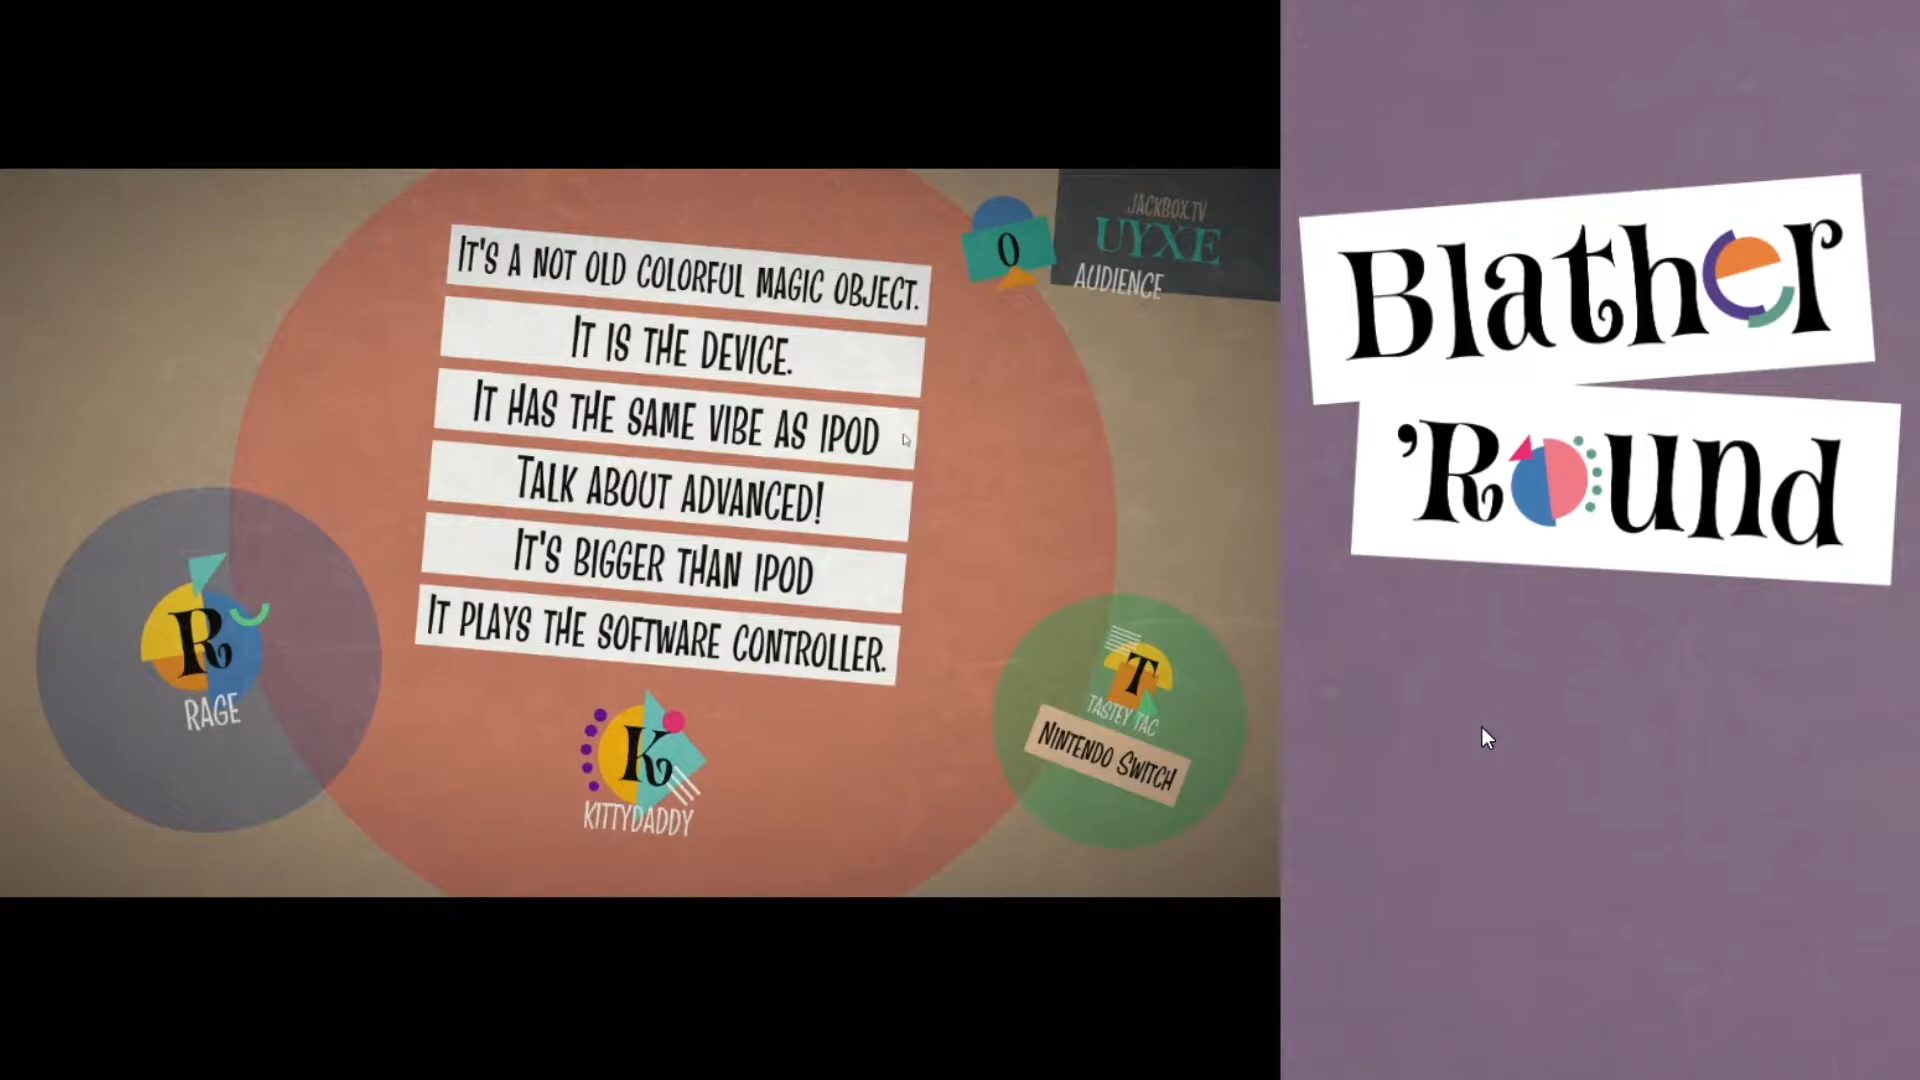 JACKBOX.TV
UYXE
0
AUDIENCE
IT'S A NOT OLD COLORFUL MAGIC OBJECT.
IT IS THE DEVICE.
IT HAS THE SAME VIBE AS IPOD
TALK ABOUT ADVANCED!
IT'S BIGGER THAN IPOD
IT PLAYS THE SOFTWARE CONTROLLER.
R
RAGE
K
KITTYDADDY
T
TASTEY TAC
NINTENDO SWITCH
Blather
'Round